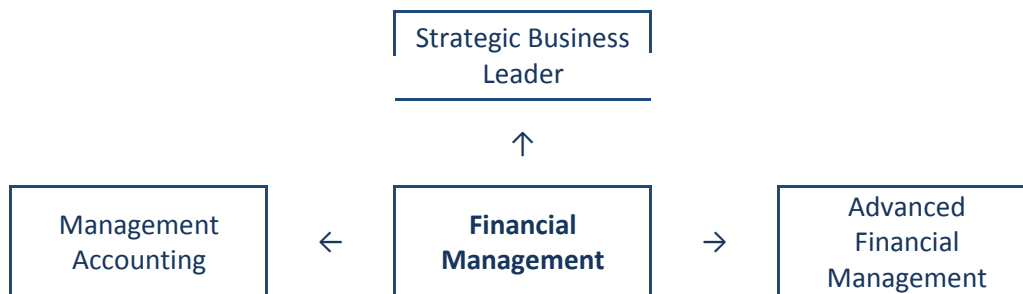 Strategic Business
Leader
↑
Management
Accounting
←
Financial
Management
→
Advanced
Financial
Management